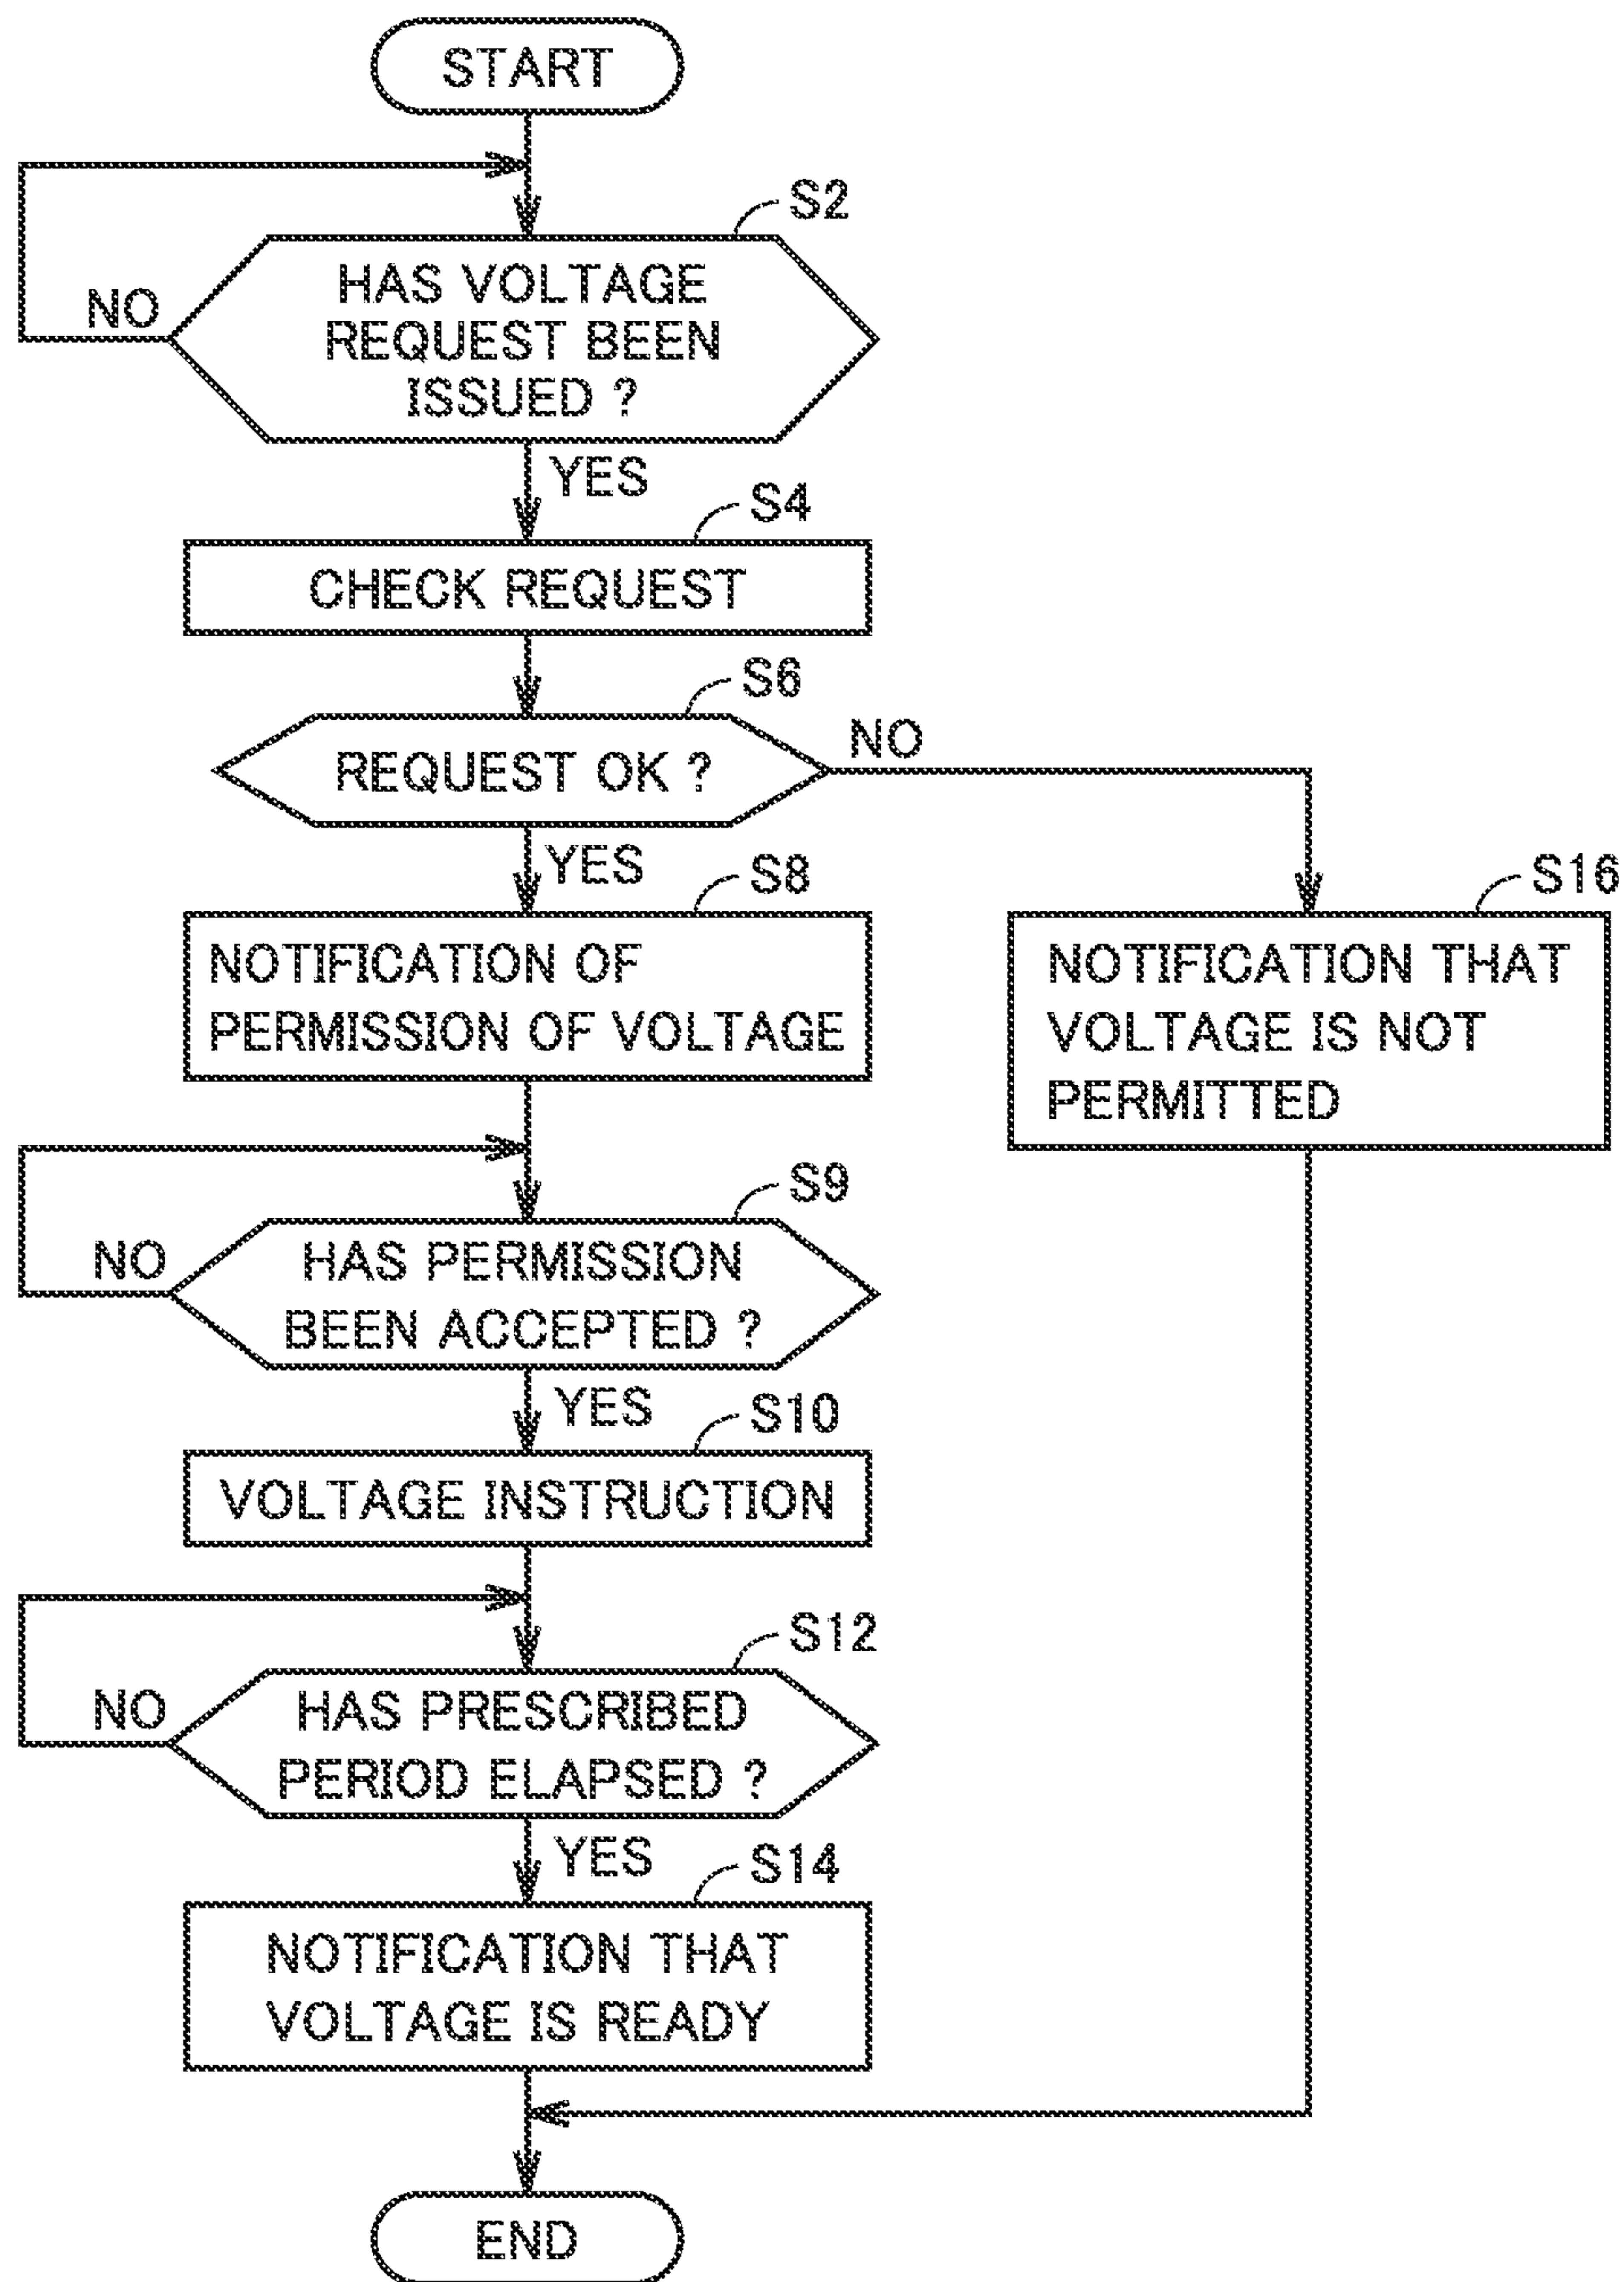 START
S2
HAS VOLTAGE
REQUEST BEEN
ISSUED ?
NO
YES
S4
CHECK REQUEST
S6
REQUEST OK ?
NO
YES
S8
NOTIFICATION OF
PERMISSION OF VOLTAGE
S16
NOTIFICATION THAT
VOLTAGE IS NOT
PERMITTED
S9
HAS PERMISSION
BEEN ACCEPTED ?
NO
YES
S10
VOLTAGE INSTRUCTION
S12
HAS PRESCRIBED
PERIOD ELAPSED ?
NO
YES
S14
NOTIFICATION THAT
VOLTAGE IS READY
END